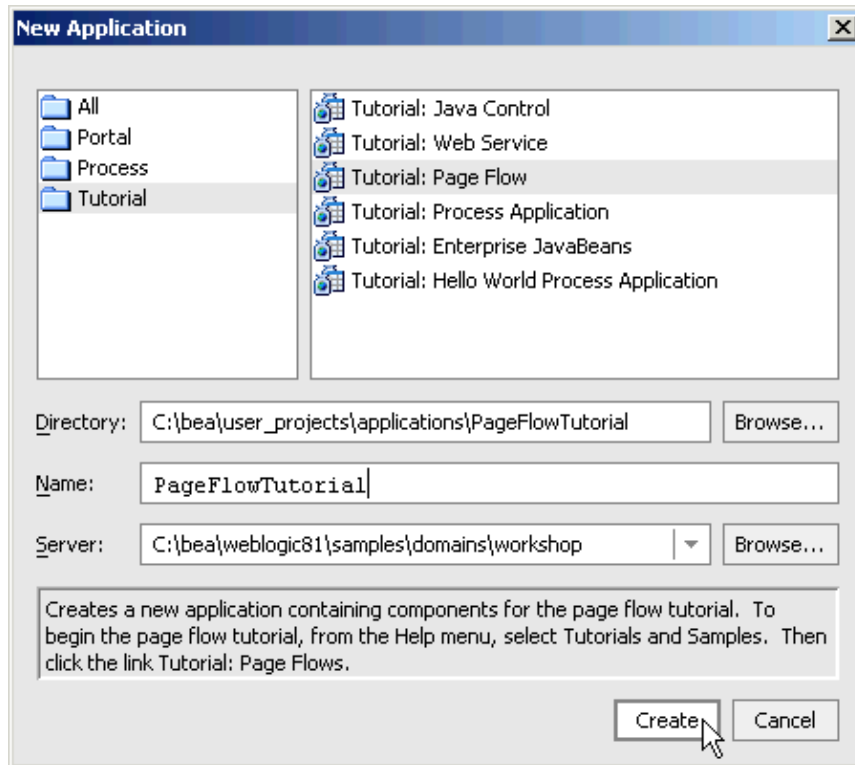 New Application
All
Portal
Process
Tutorial
Tutorial: Java Control
Tutorial: Web Service
Tutorial: Page Flow
Tutorial: Process Application
Tutorial: Enterprise JavaBeans
Tutorial: Hello World Process Application
Directory: C:\bea\user_projects\applications\PageFlowTutorial Browse...
Name: PageFlowTutorial
Server: C:\bea\weblogic81\samples\domains\workshop Browse...
Creates a new application containing components for the page flow tutorial. To
begin the page flow tutorial, from the Help menu, select Tutorials and Samples. Then
click the link Tutorial: Page Flows.
Create Cancel